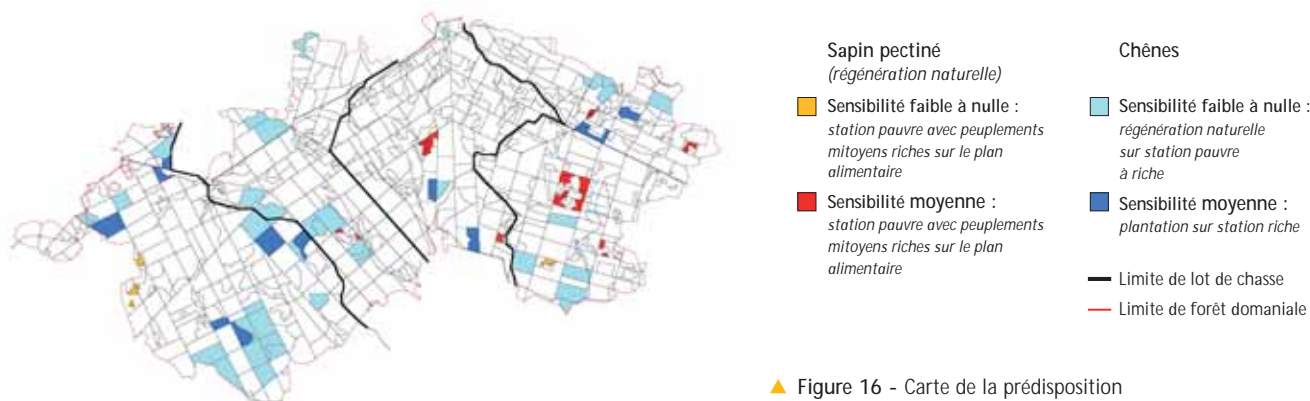 Sapin pectiné
(régénération naturelle)
Sensibilité faible à nulle :
station pauvre avec peuplements
mitoyens riches sur le plan
alimentaire
Sensibilité moyenne :
station pauvre avec peuplements
mitoyens riches sur le plan
alimentaire
Chênes
Sensibilité faible à nulle :
régénération naturelle
sur station pauvre
à riche
Sensibilité moyenne :
plantation sur station riche
Limite de lot de chasse
Limite de forêt domaniale
Figure 16 - Carte de la prédisposition